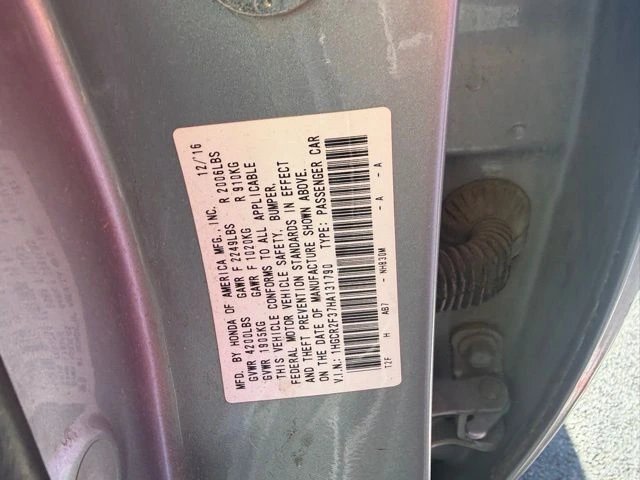 MFD. BY HONDA OF AMERICA MFG., INC. 12/16
GVWR 4200LBS GAWR F 2249LBS R 2006LBS
GVWR 1905KG GAWR F 1020KG R 910KG
THIS VEHICLE CONFORMS TO ALL APPLICABLE
FEDERAL MOTOR VEHICLE SAFETY, BUMPER,
AND THEFT PREVENTION STANDARDS IN EFFECT
ON THE DATE OF MANUFACTURE SHOWN ABOVE.
V.I.N.: 1HGCR2F37HA131790 TYPE: PASSENGER CAR
T2F H AB7 - NH830M - A - A